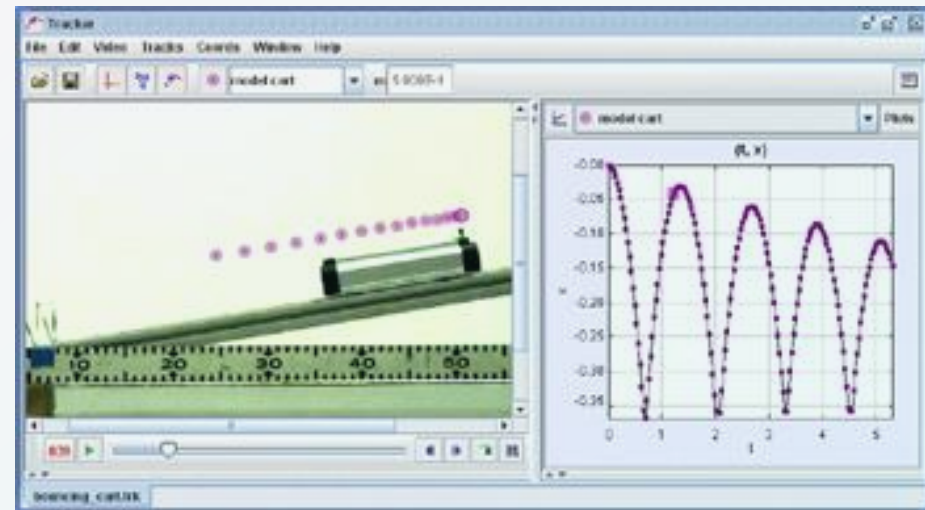 Tracker
File Edit Video Tracks Coords Window Help
model cart
m
model cart
Plots
(t, x)
-0.00
-0.05
-0.10
-0.15
-0.20
-0.25
-0.30
-0.35
x
0 1 2 3 4 5
t
10 20 30 40 50
bouncing_cart.trk